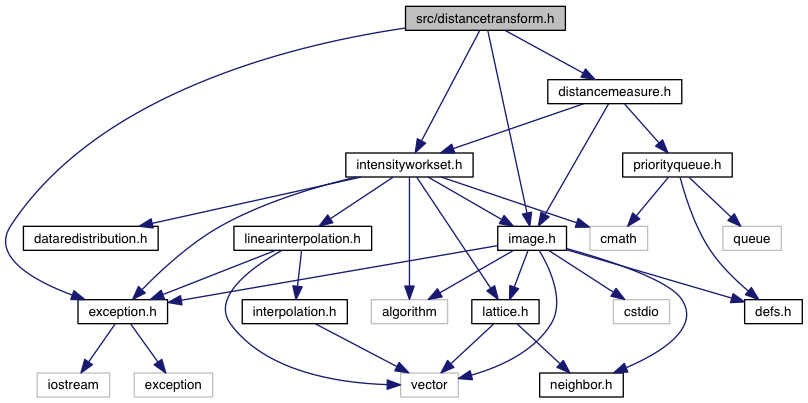 src/distancetransform.h
distancemeasure.h
intensityworkset.h
priorityqueue.h
dataredistribution.h
linearinterpolation.h
image.h
cmath
queue
exception.h
interpolation.h
algorithm
lattice.h
cstdio
defs.h
iostream
exception
vector
neighbor.h